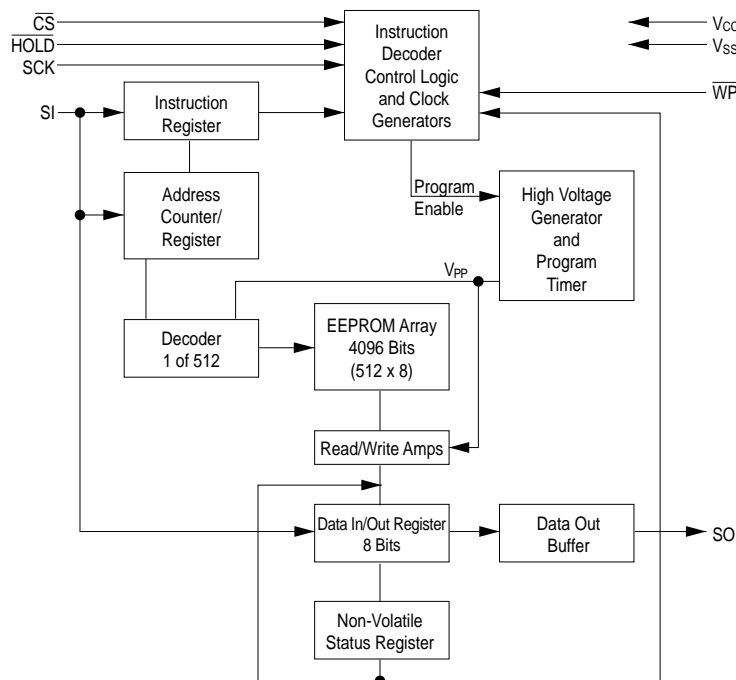 CS
HOLD
SCK
SI
Instruction
Decoder
Control Logic
and Clock
Generators
VCC
VSS
WP
Instruction
Register
Address
Counter/
Register
Program
Enable
High Voltage
Generator
and
Program
Timer
VPP
Decoder
1 of 512
EEPROM Array
4096 Bits
(512 x 8)
Read/Write Amps
Data In/Out Register
8 Bits
Data Out
Buffer
SO
Non-Volatile
Status Register